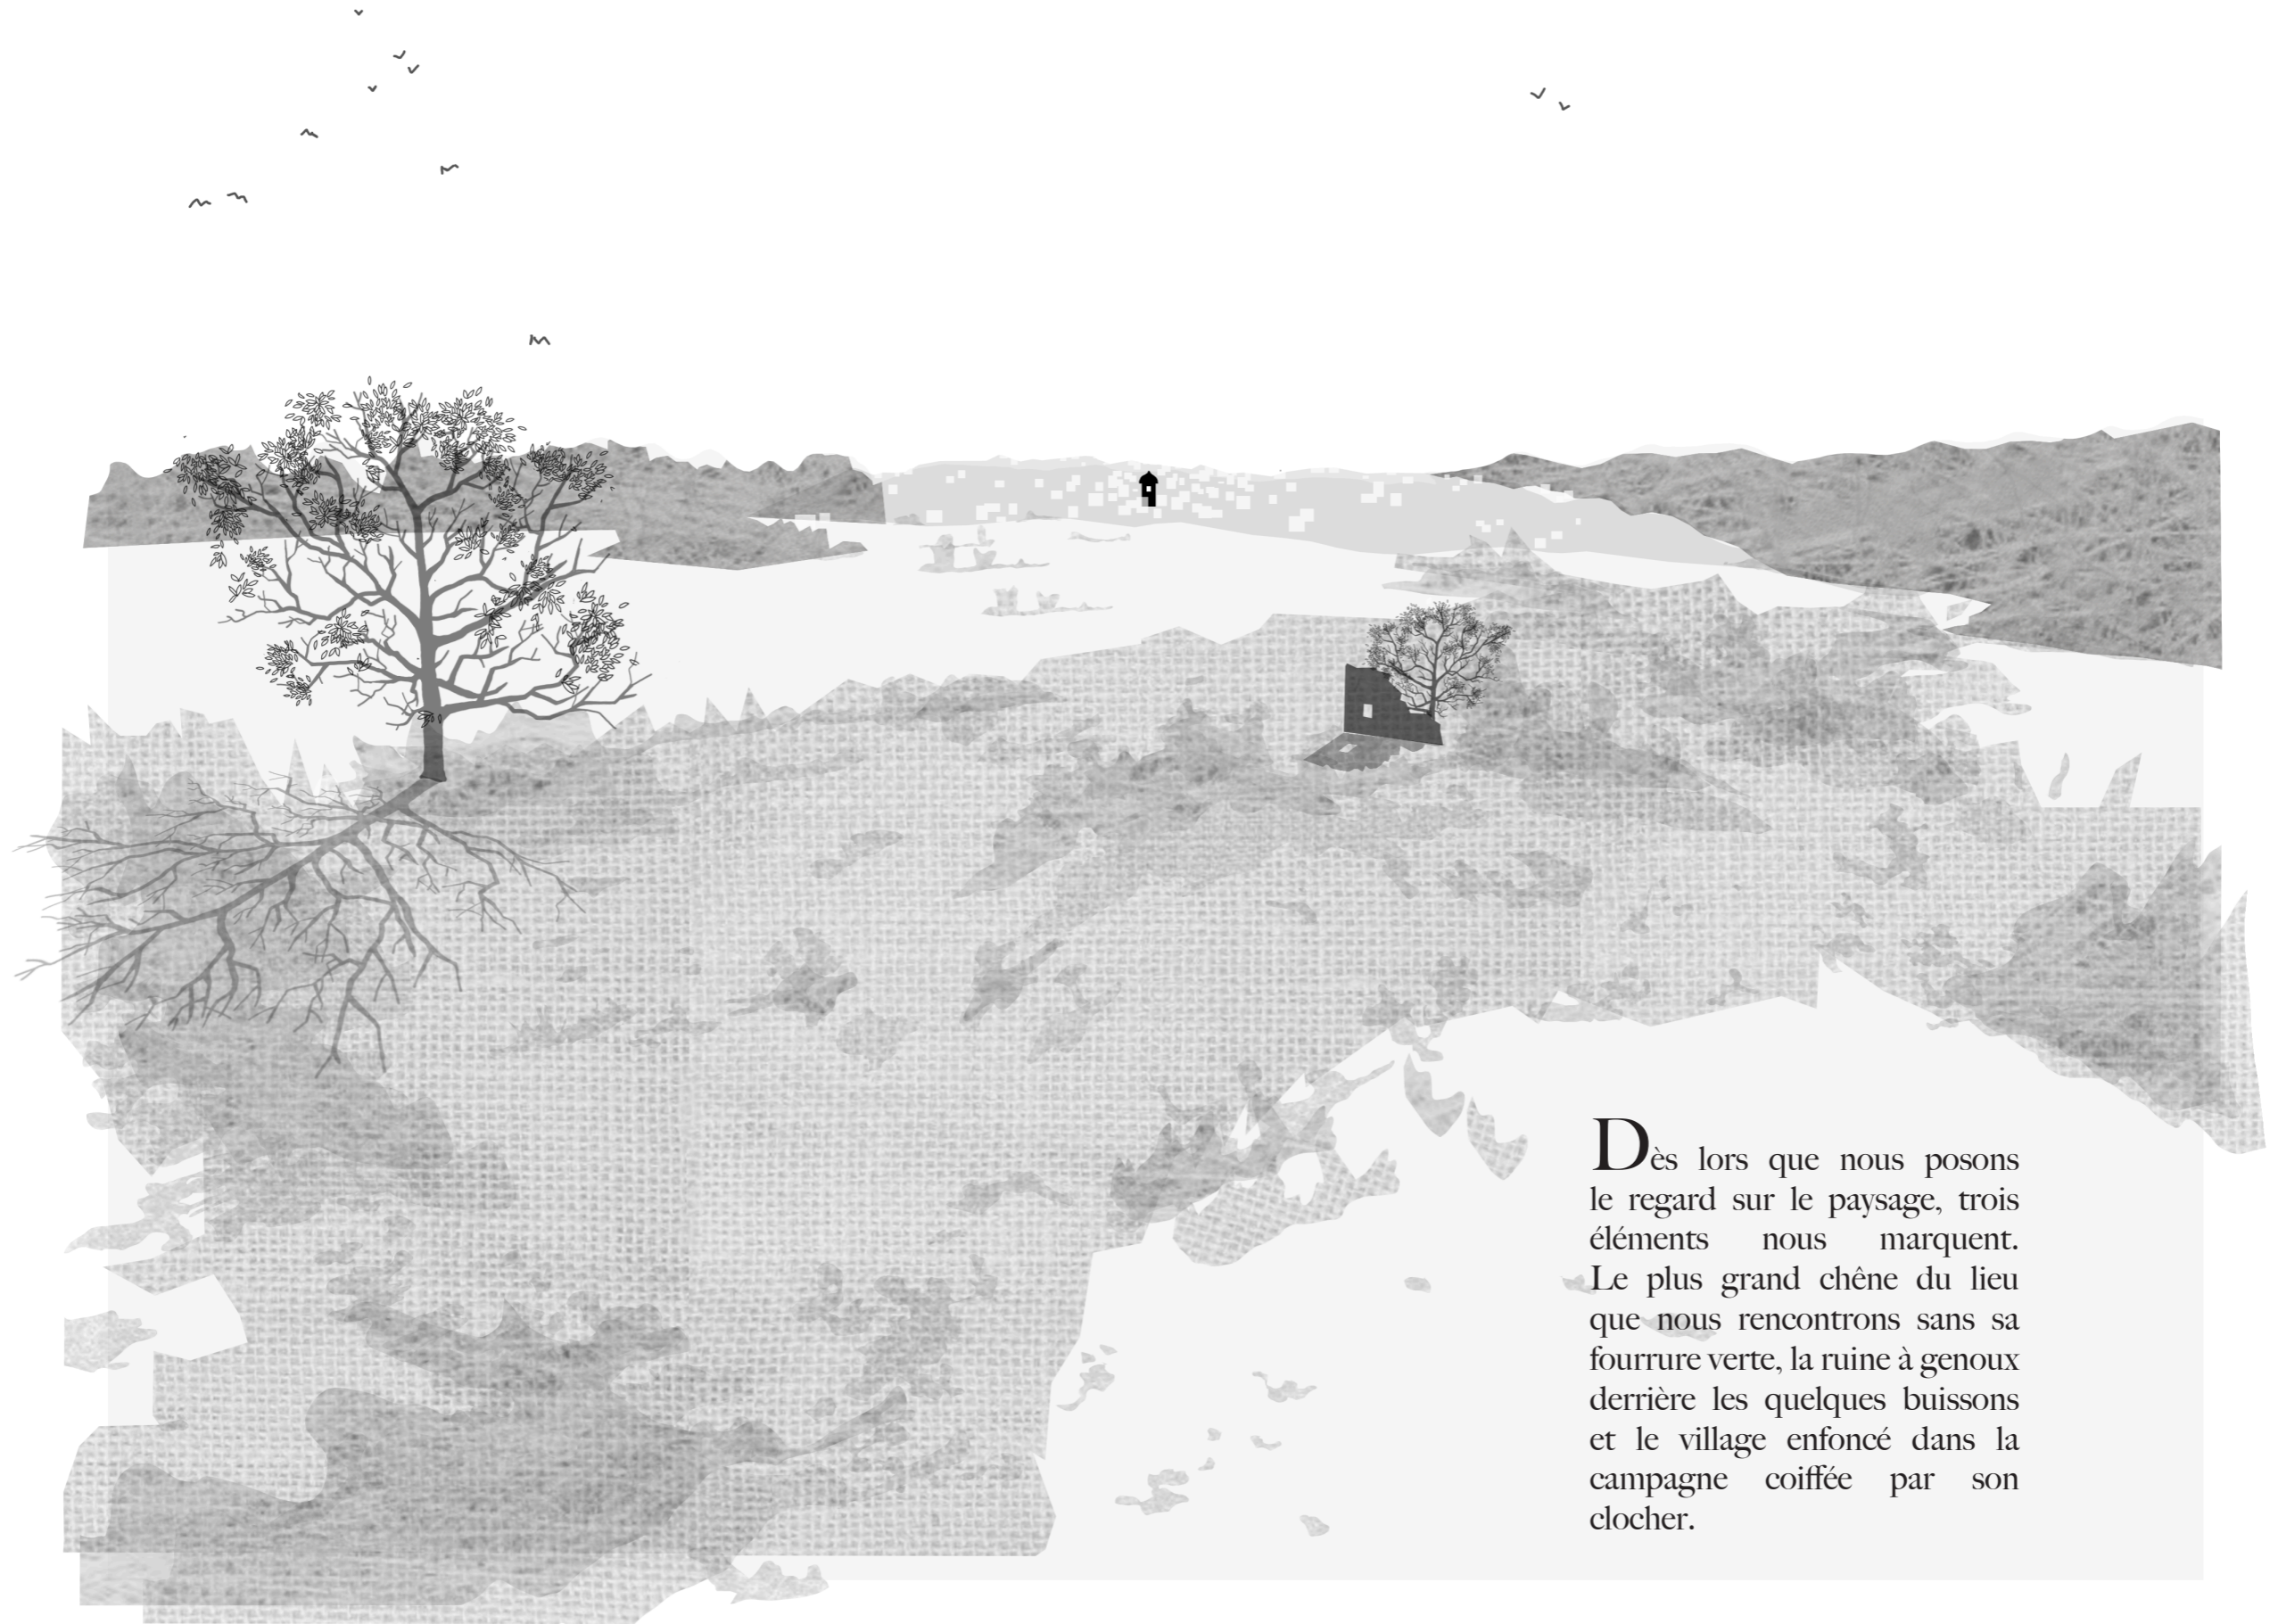 Dès lors que nous posons
le regard sur le paysage, trois
éléments nous marquent.
Le plus grand chêne du lieu
que nous rencontrons sans sa
fourrure verte, la ruine à genoux
derrière les quelques buissons
et le village enfoncé dans la
campagne coiffée par son
clocher.